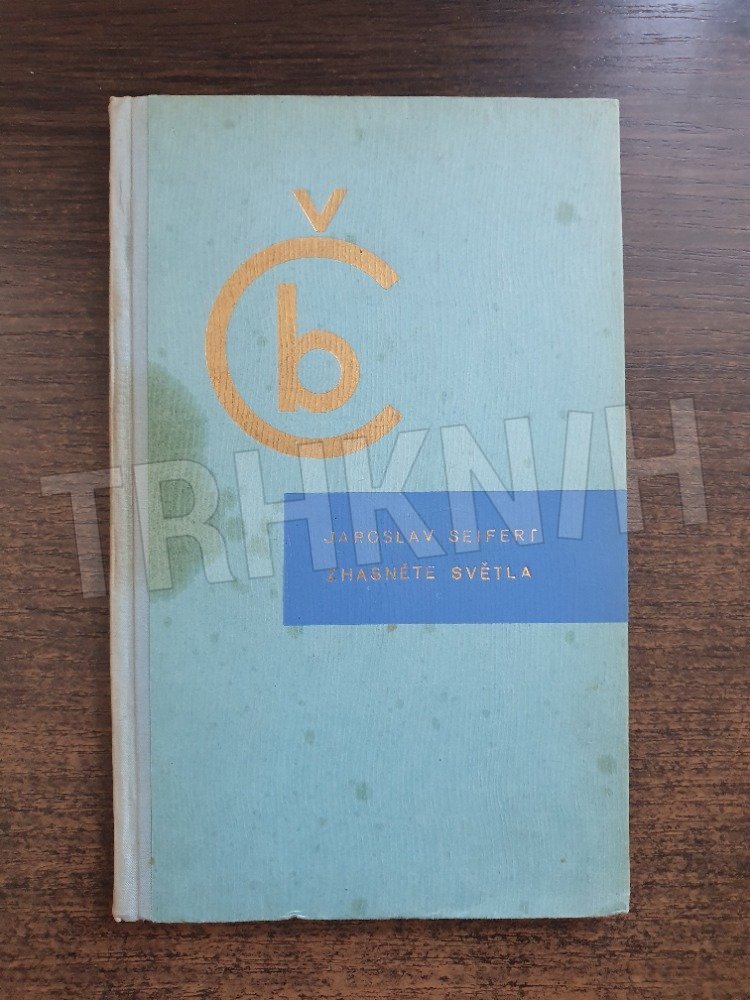 Čb
TRHKNIH
JAROSLAV SEIFERT
ZHASNĚTE SVĚTLA